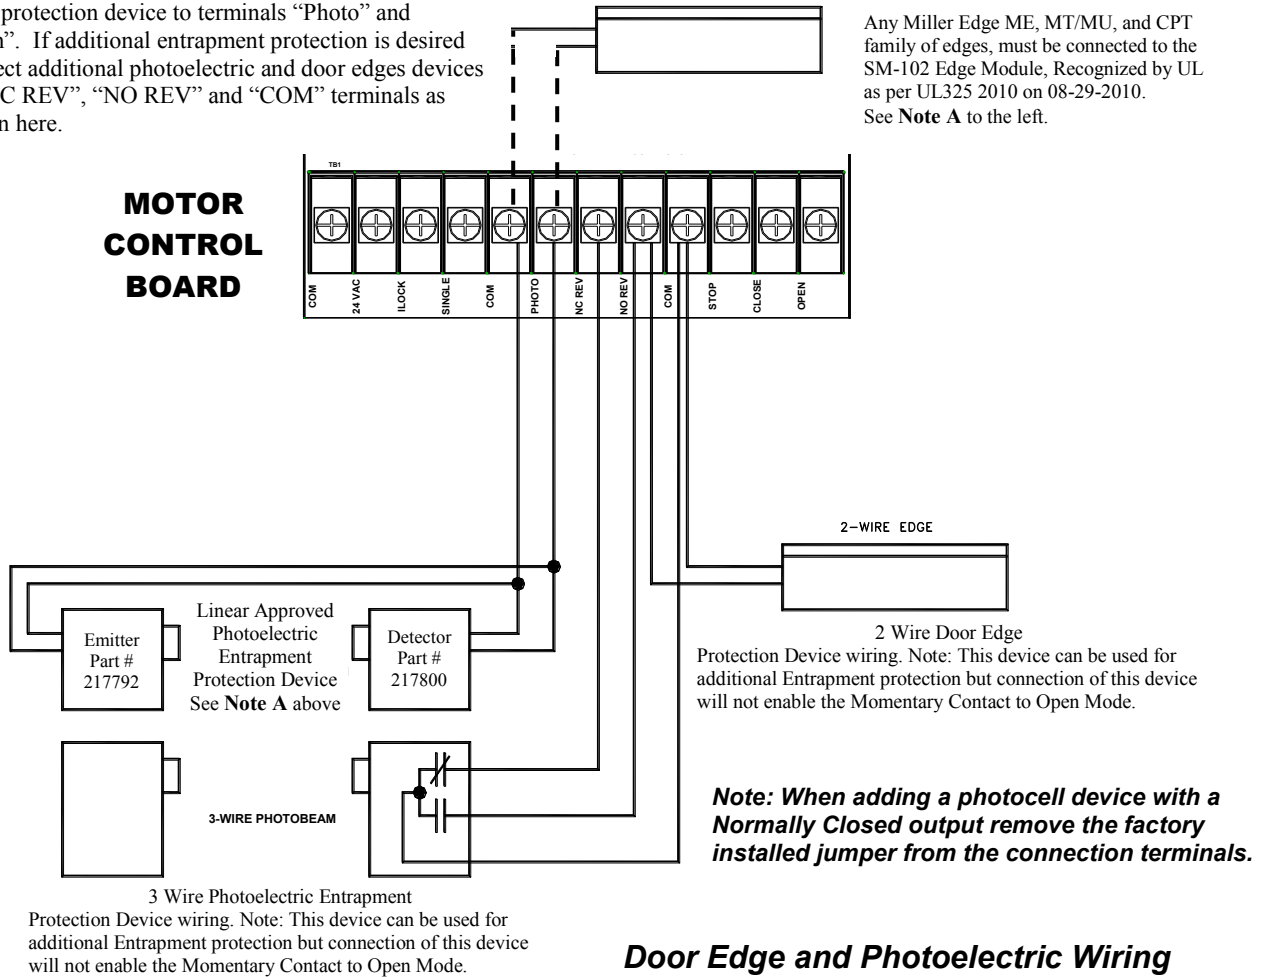 protection device to terminals “Photo” and
”.  If additional entrapment protection is desired
additional photoelectric and door edges devices
REV”, “NO REV” and “COM” terminals as
here.
Any Miller Edge ME, MT/MU, and CPT
family of edges, must be connected to the
SM-102 Edge Module, Recognized by UL
as per UL325 2010 on 08-29-2010.
See Note A to the left.
MOTOR
CONTROL
BOARD
TB1
COM
24 VAC
ILOCK
SINGLE
COM
PHOTO
NC REV
NO REV
COM
STOP
CLOSE
OPEN
2-WIRE EDGE
2 Wire Door Edge
Protection Device wiring. Note: This device can be used for
additional Entrapment protection but connection of this device
will not enable the Momentary Contact to Open Mode.
Emitter
Part #
217792
Linear Approved
Photoelectric
Entrapment
Protection Device
See Note A above
Detector
Part #
217800
3-WIRE PHOTOBEAM
Note: When adding a photocell device with a
Normally Closed output remove the factory
installed jumper from the connection terminals.
3 Wire Photoelectric Entrapment
Protection Device wiring. Note: This device can be used for
additional Entrapment protection but connection of this device
will not enable the Momentary Contact to Open Mode.
Door Edge and Photoelectric Wiring